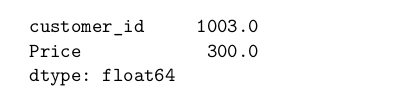 customer_id     1003.0
Price            300.0
dtype: float64